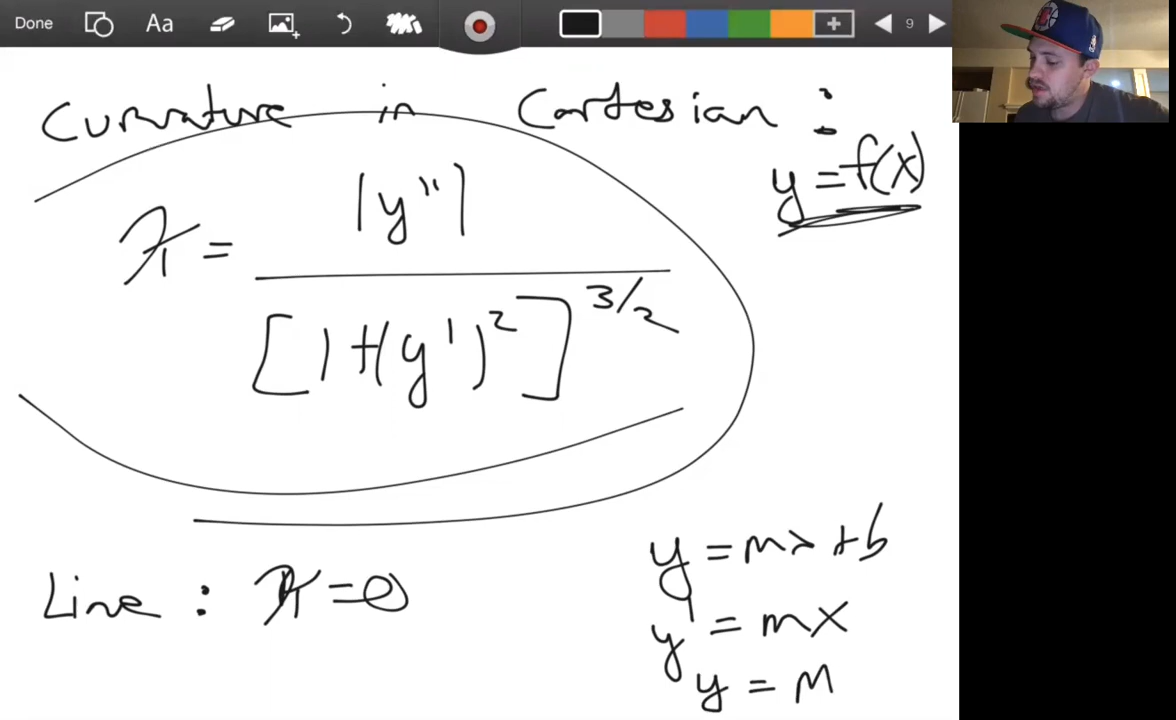 Done Aa 9
Curvature in Cartesian :
y = f(x)
ϰ = |y"| / [1+(y')²]^3/2
Line : ϰ = 0
y = mx + b
y' = mx
y = m